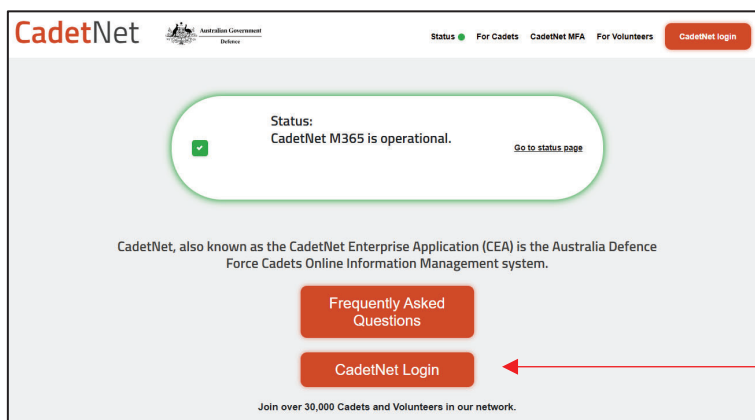 CadetNet
Australian Government
Defence
Status
For Cadets
CadetNet MFA
For Volunteers
CadetNet login
Status:
CadetNet M365 is operational.
Go to status page
CadetNet, also known as the CadetNet Enterprise Application (CEA) is the Australia Defence
Force Cadets Online Information Management system.
Frequently Asked
Questions
CadetNet Login
Join over 30,000 Cadets and Volunteers in our network.